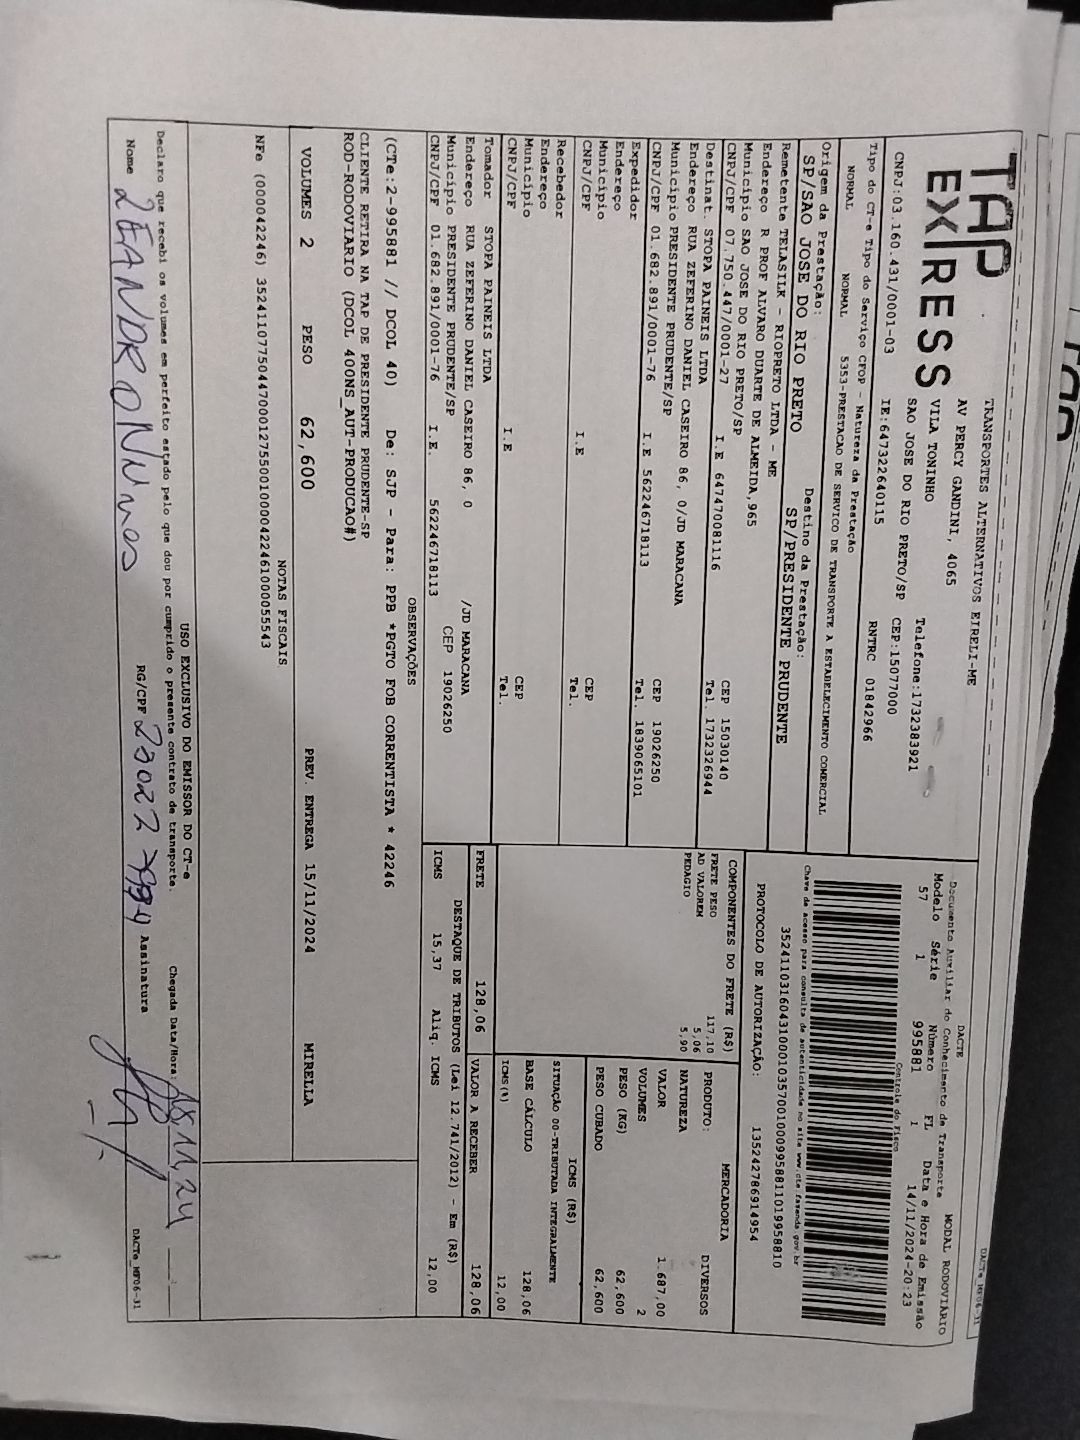 TAP
EXPRESS
TRANSPORTES ALTERNATIVOS EIRELI-ME
AV PERCY GANDINI, 4065
VILA TONINHO Telefone:1732383921
SAO JOSE DO RIO PRETO/SP CEP:15077000
CNPJ:03.160.431/0001-03 IE:647322640115 RNTRC 01842966
Tipo do CT-e Tipo do Serviço CFOP - Natureza da Prestação
NORMAL NORMAL 5353-PRESTACAO DE SERVICO DE TRANSPORTE A ESTABELECIMENTO COMERCIAL
Origem da Prestação: Destino da Prestação:
SP/SAO JOSE DO RIO PRETO SP/PRESIDENTE PRUDENTE
Remetente TELASILK - RIOPRETO LTDA - ME
Endereço R PROF ALVARO DUARTE DE ALMEIDA,965
Município SAO JOSE DO RIO PRETO/SP CEP 15030140
CNPJ/CPF 07.750.447/0001-27 I.E 647470081116 Tel. 1732326944
Destinat. STOPA PAINEIS LTDA
Endereço RUA ZEFERINO DANIEL CASEIRO 86, 0/JD MARACANA
Município PRESIDENTE PRUDENTE/SP CEP 19026250
CNPJ/CPF 01.682.891/0001-76 I.E 562246718113 Tel. 1839065101
Expedidor
Endereço
Município CEP
CNPJ/CPF I.E Tel.
Recebedor
Endereço
Município CEP
CNPJ/CPF I.E Tel.
Tomador STOPA PAINEIS LTDA
Endereço RUA ZEFERINO DANIEL CASEIRO 86, 0 /JD MARACANA
Município PRESIDENTE PRUDENTE/SP CEP 19026250
CNPJ/CPF 01.682.891/0001-76 I.E. 562246718113
DACTE
Documento Auxiliar do Conhecimento de Transporte MODAL RODOVIÁRIO
Modelo Série Número FL Data e Hora de Emissão
57 1 995881 1 14/11/2024-20:23
Controle do Fisco
Chave de acesso para consulta de autenticidade no site www.cte.fazenda.gov.br
35241103160431000103570010009958811019958810
PROTOCOLO DE AUTORIZAÇÃO: 135242786914954
COMPONENTES DO FRETE (R$)
FRETE PESO 117,10
AD VALOREM 5,06
PEDAGIO 5,90
MERCADORIA
PRODUTO: DIVERSOS
NATUREZA
VALOR 1.687,00
VOLUMES 2
PESO (KG) 62,600
PESO CUBADO 62,600
ICMS (R$)
SITUAÇÃO 00-TRIBUTADA INTEGRALMENTE
BASE CÁLCULO 128,06
ICMS(%) 12,00
FRETE 128,06 VALOR A RECEBER 128,06
DESTAQUE DE TRIBUTOS (Lei 12.741/2012) - Em (R$)
ICMS 15,37 Aliq. ICMS 12,00
OBSERVAÇÕES
(CTe:2-995881 // DCOL 40) De: SJP - Para: PPB *PGTO FOB CORRENTISTA * 42246
CLIENTE RETIRA NA TAP DE PRESIDENTE PRUDENTE-SP
ROD-RODOVIARIO (DCOL 400NS_AUT-PRODUCAO#)
VOLUMES 2 PESO 62,600 PREV. ENTREGA 15/11/2024 MIRELLA
NOTAS FISCAIS
NFe (000042246) 35241107750447000127550010000422461000055543
USO EXCLUSIVO DO EMISSOR DO CT-e
Declaro que recebi os volumes em perfeito estado pelo que dou por cumprido o presente contrato de transporte. Chegada Data/Hora: 18,11,24
Nome LEANDRO Nunes RG/CPF Assinatura
DACTe_MP06-31